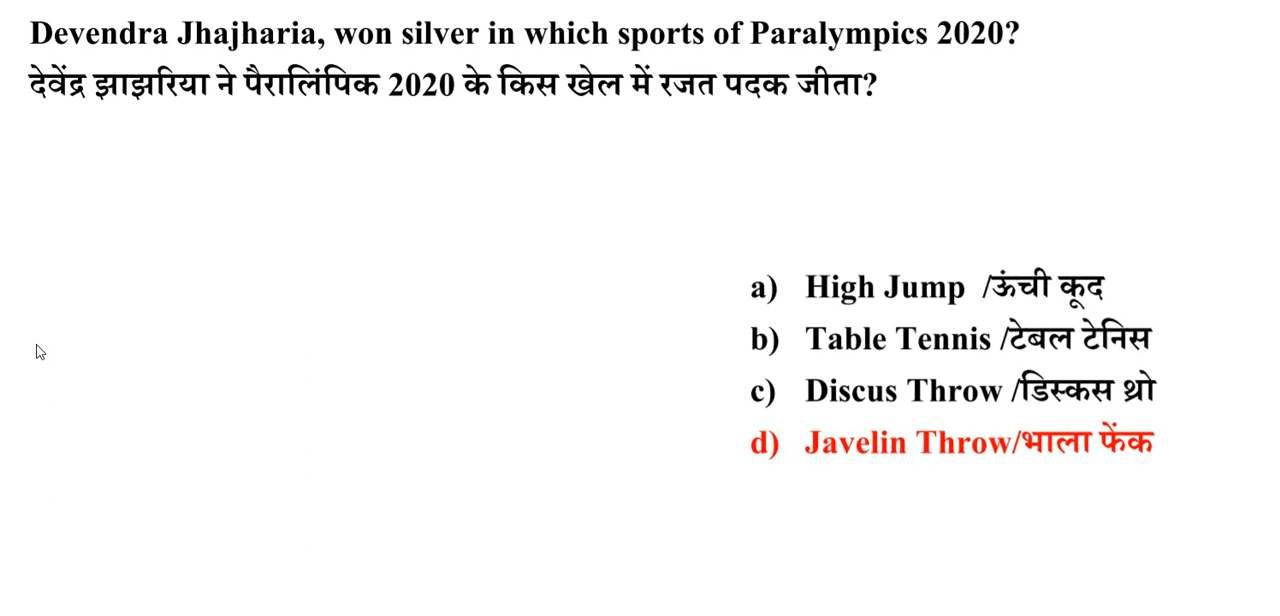 Devendra Jhajharia, won silver in which sports of Paralympics 2020?
देवेंद्र झाझरिया ने पैरालिंपिक 2020 के किस खेल में रजत पदक जीता?
a) High Jump /ऊंची कूद
b) Table Tennis /टेबल टेनिस
c) Discus Throw /डिस्कस थ्रो
d) Javelin Throw/भाला फेंक